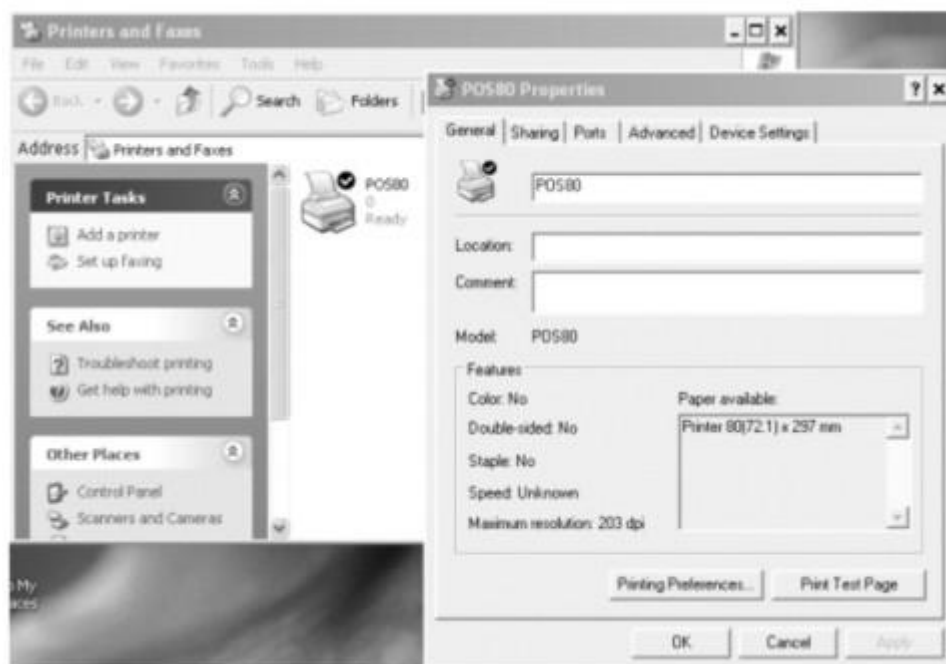 Printers and Faxes
File Edit View Favorites Tools Help
Back Search Folders
Address Printers and Faxes
Printer Tasks
Add a printer
Set up faxing
See Also
Troubleshoot printing
Get help with printing
Other Places
Control Panel
Scanners and Cameras
POS80
0
Ready
My
POS80 Properties
General Sharing Ports Advanced Device Settings
POS80
Location:
Comment:
Model: POS80
Features
Color: No
Double-sided: No
Staple: No
Speed: Unknown
Maximum resolution: 203 dpi
Paper available:
Printer 80(72.1) x 297 mm
Printing Preferences... Print Test Page
OK Cancel Apply